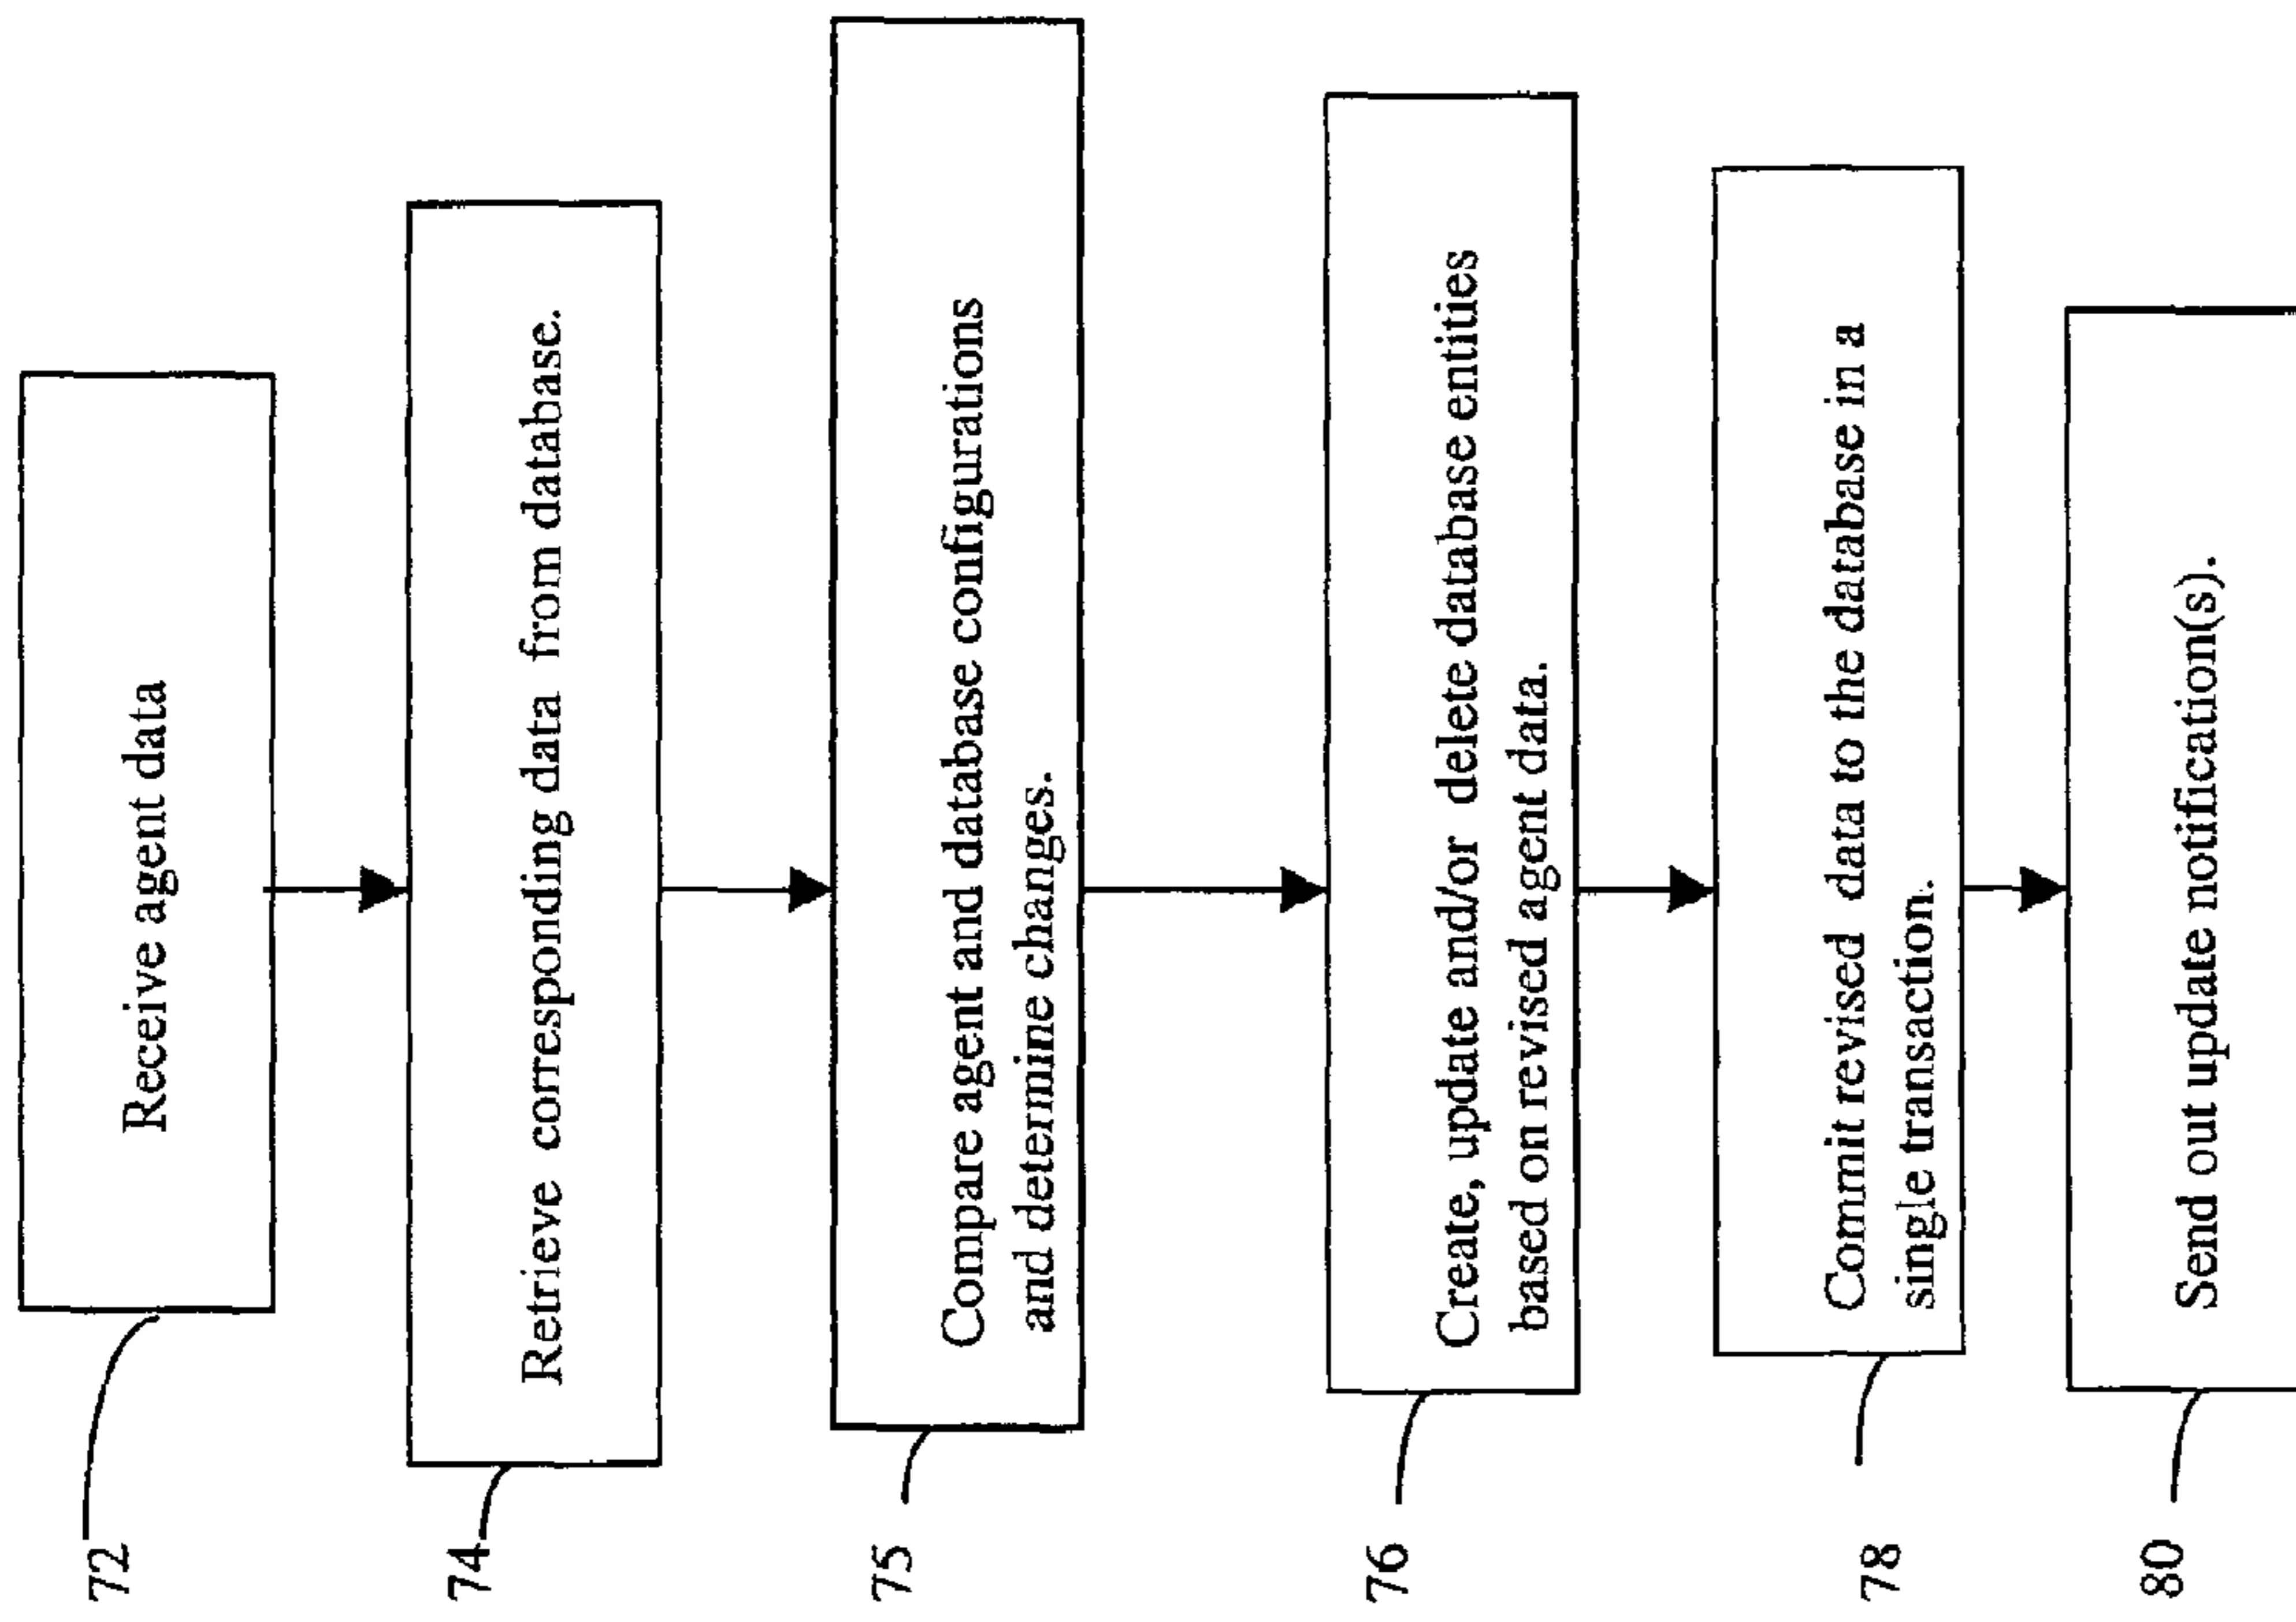 72
Receive agent data
74
Retrieve corresponding data from database.
75
Compare agent and database configurations
and determine changes.
76
Create, update and/or delete database entities
based on revised agent data.
78
Commit revised data to the database in a
single transaction.
80
Send out update notification(s).